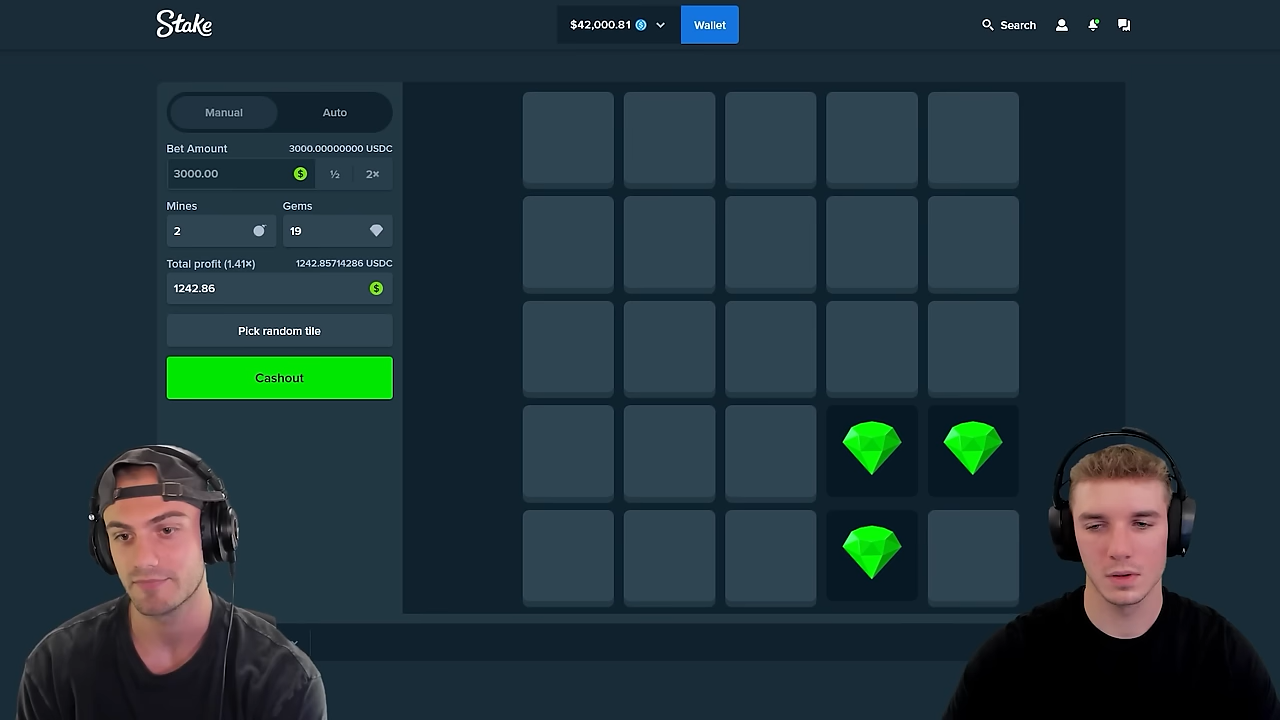 Stake
$42,000.81
Wallet
Search
Manual
Auto
Bet Amount
3000.00000000 USDC
3000.00
½
2×
Mines
Gems
2
19
Total profit (1.41×)
1242.85714286 USDC
1242.86
Pick random tile
Cashout